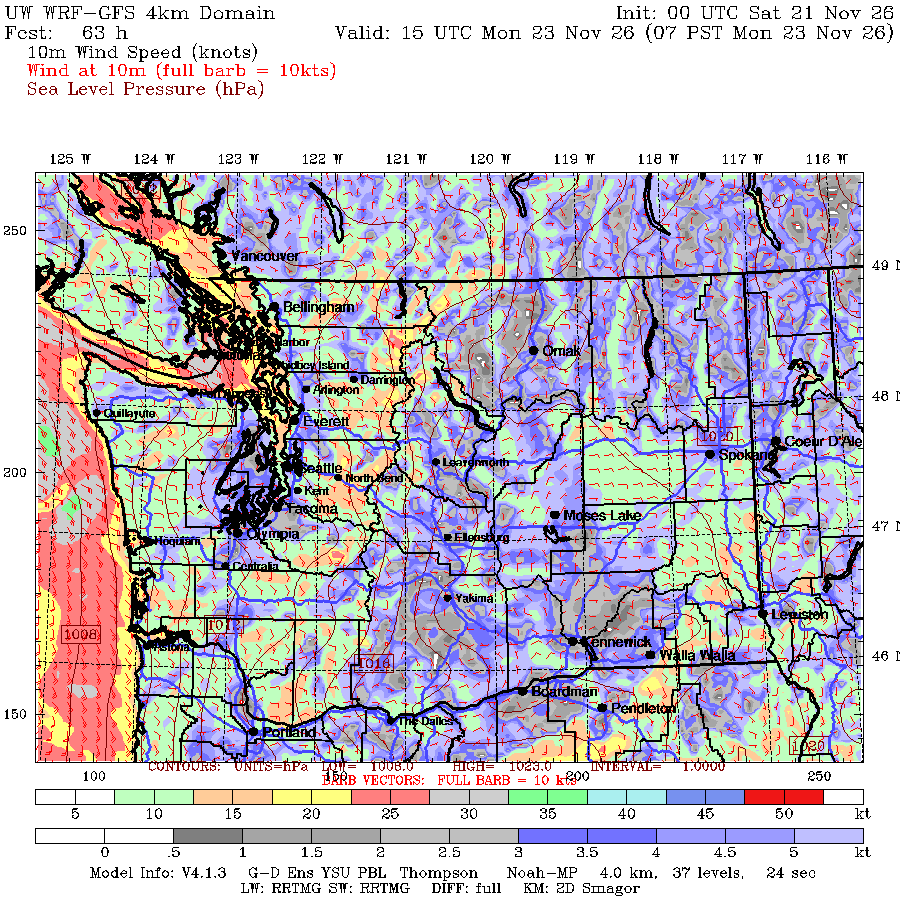 UW WRF-GFS 4km Domain Init: 00 UTC Sat 21 Nov 26
Fcst: 63 h Valid: 15 UTC Mon 23 Nov 26 (07 PST Mon 23 Nov 26)
10m Wind Speed (knots)
Wind at 10m (full barb = 10kts)
Sea Level Pressure (hPa)
125 W 124 W 123 W 122 W 121 W 120 W 119 W 118 W 117 W 116 W
250
Vancouver
49 N
Bellingham
Omak
Darrington
Arlington
48 N
Quillayute
Everett
1020
Coeur D'Ale
Spokane
Leavenworth
200
Seattle
North Bend
Kent
Tacoma
Moses Lake
47 N
Olympia
Ellensburg
Hoquiam
Centralia
Yakima
Lewiston
1008
Kennewick
Astoria
Walla Walla
46 N
1018
Boardman
Pendleton
150
The Dalles
Portland
1020
CONTOURS: UNITS=hPa LOW= 1008.0 HIGH= 1023.0 INTERVAL= 1.0000
100 150 200 250
BARB VECTORS: FULL BARB = 10 kts
5 10 15 20 25 30 35 40 45 50 kt
0 .5 1 1.5 2 2.5 3 3.5 4 4.5 5 kt
Model Info: V4.1.3 G-D Ens YSU PBL Thompson Noah-MP 4.0 km, 37 levels, 24 sec
LW: RRTMG SW: RRTMG DIFF: full KM: 2D Smagor